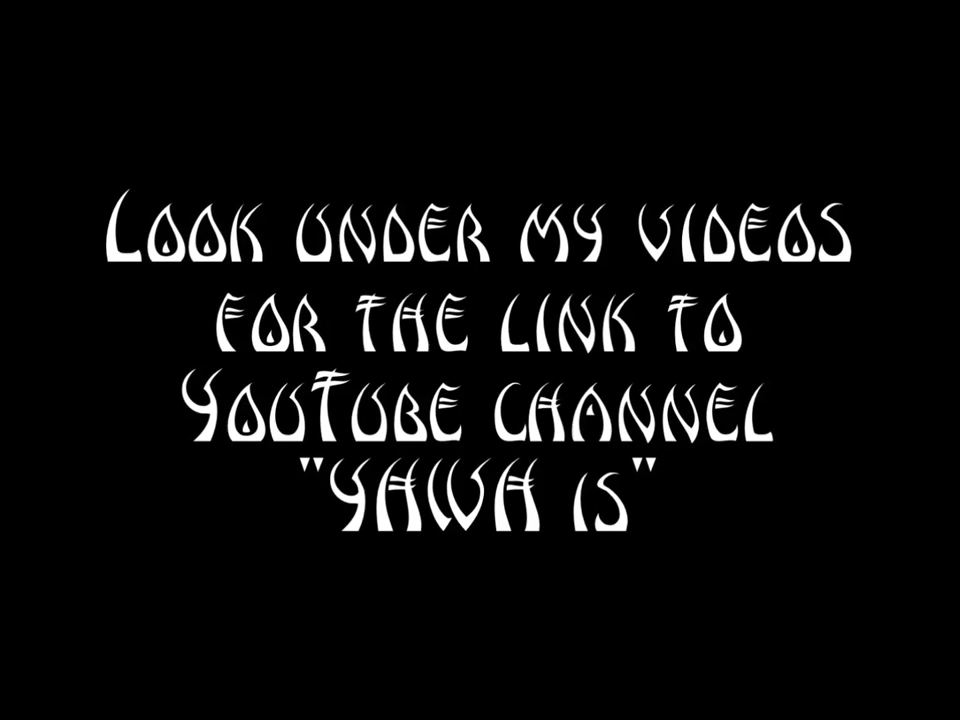 Look under my videos
for the link to
YouTube channel
"YAWA is"